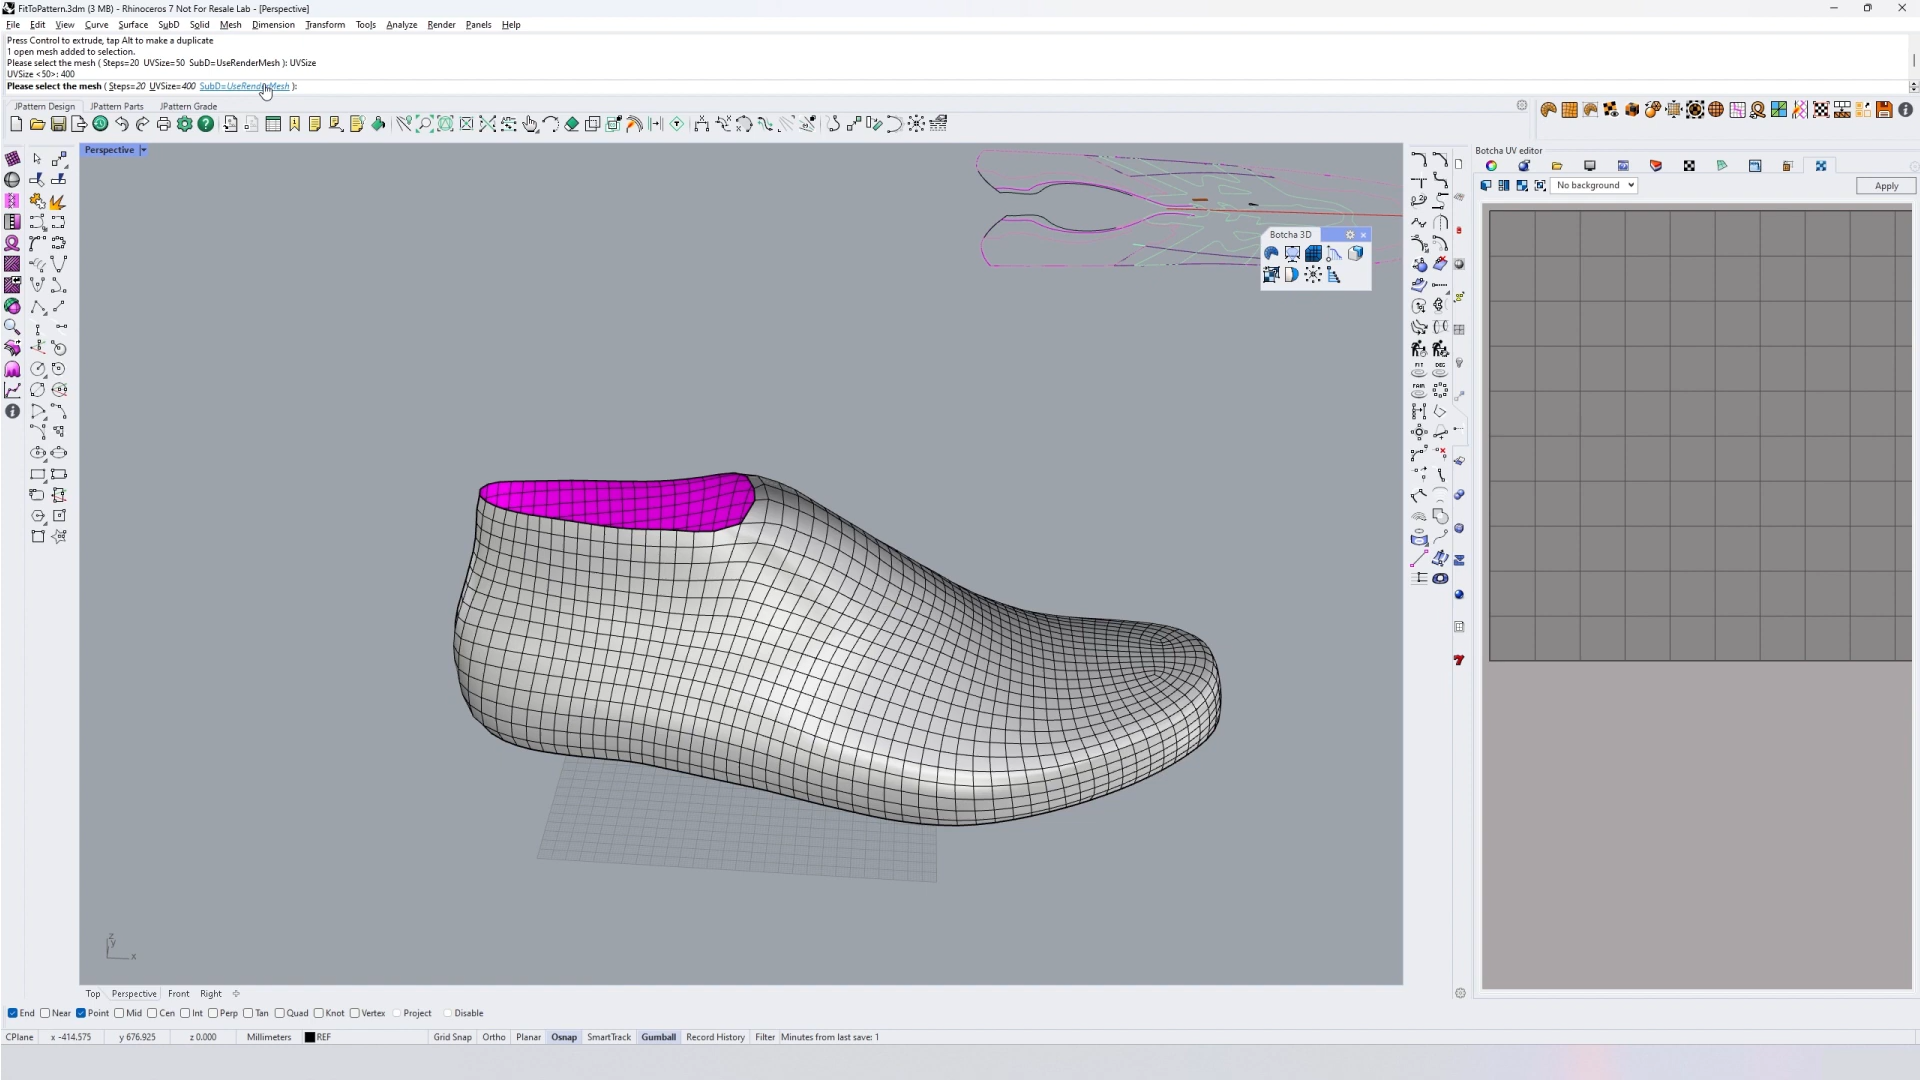 FitToPattern.3dm (3 MB) - Rhinoceros 7 Not For Resale Lab - [Perspective]
File Edit View Curve Surface SubD Solid Mesh Dimension Transform Tools Analyze Render Panels Help
Press Control to extrude, tap Alt to make a duplicate
1 open mesh added to selection.
Please select the mesh ( Steps=20 UVSize=50 SubD=UseRenderMesh ): UVSize
UVSize <50>: 400
Please select the mesh ( Steps=20 UVSize=400 SubD=UseRenderMesh ):
JPattern Design JPattern Parts JPattern Grade
Perspective
Botcha UV editor
No background
Apply
Botcha 3D
FIT
DEG
FAIR
z
y
x
Top Perspective Front Right
End Near Point Mid Cen Int Perp Tan Quad Knot Vertex Project Disable
CPlane x -414.575 y 676.925 z 0.000 Millimeters REF Grid Snap Ortho Planar Osnap SmartTrack Gumball Record History Filter Minutes from last save: 1